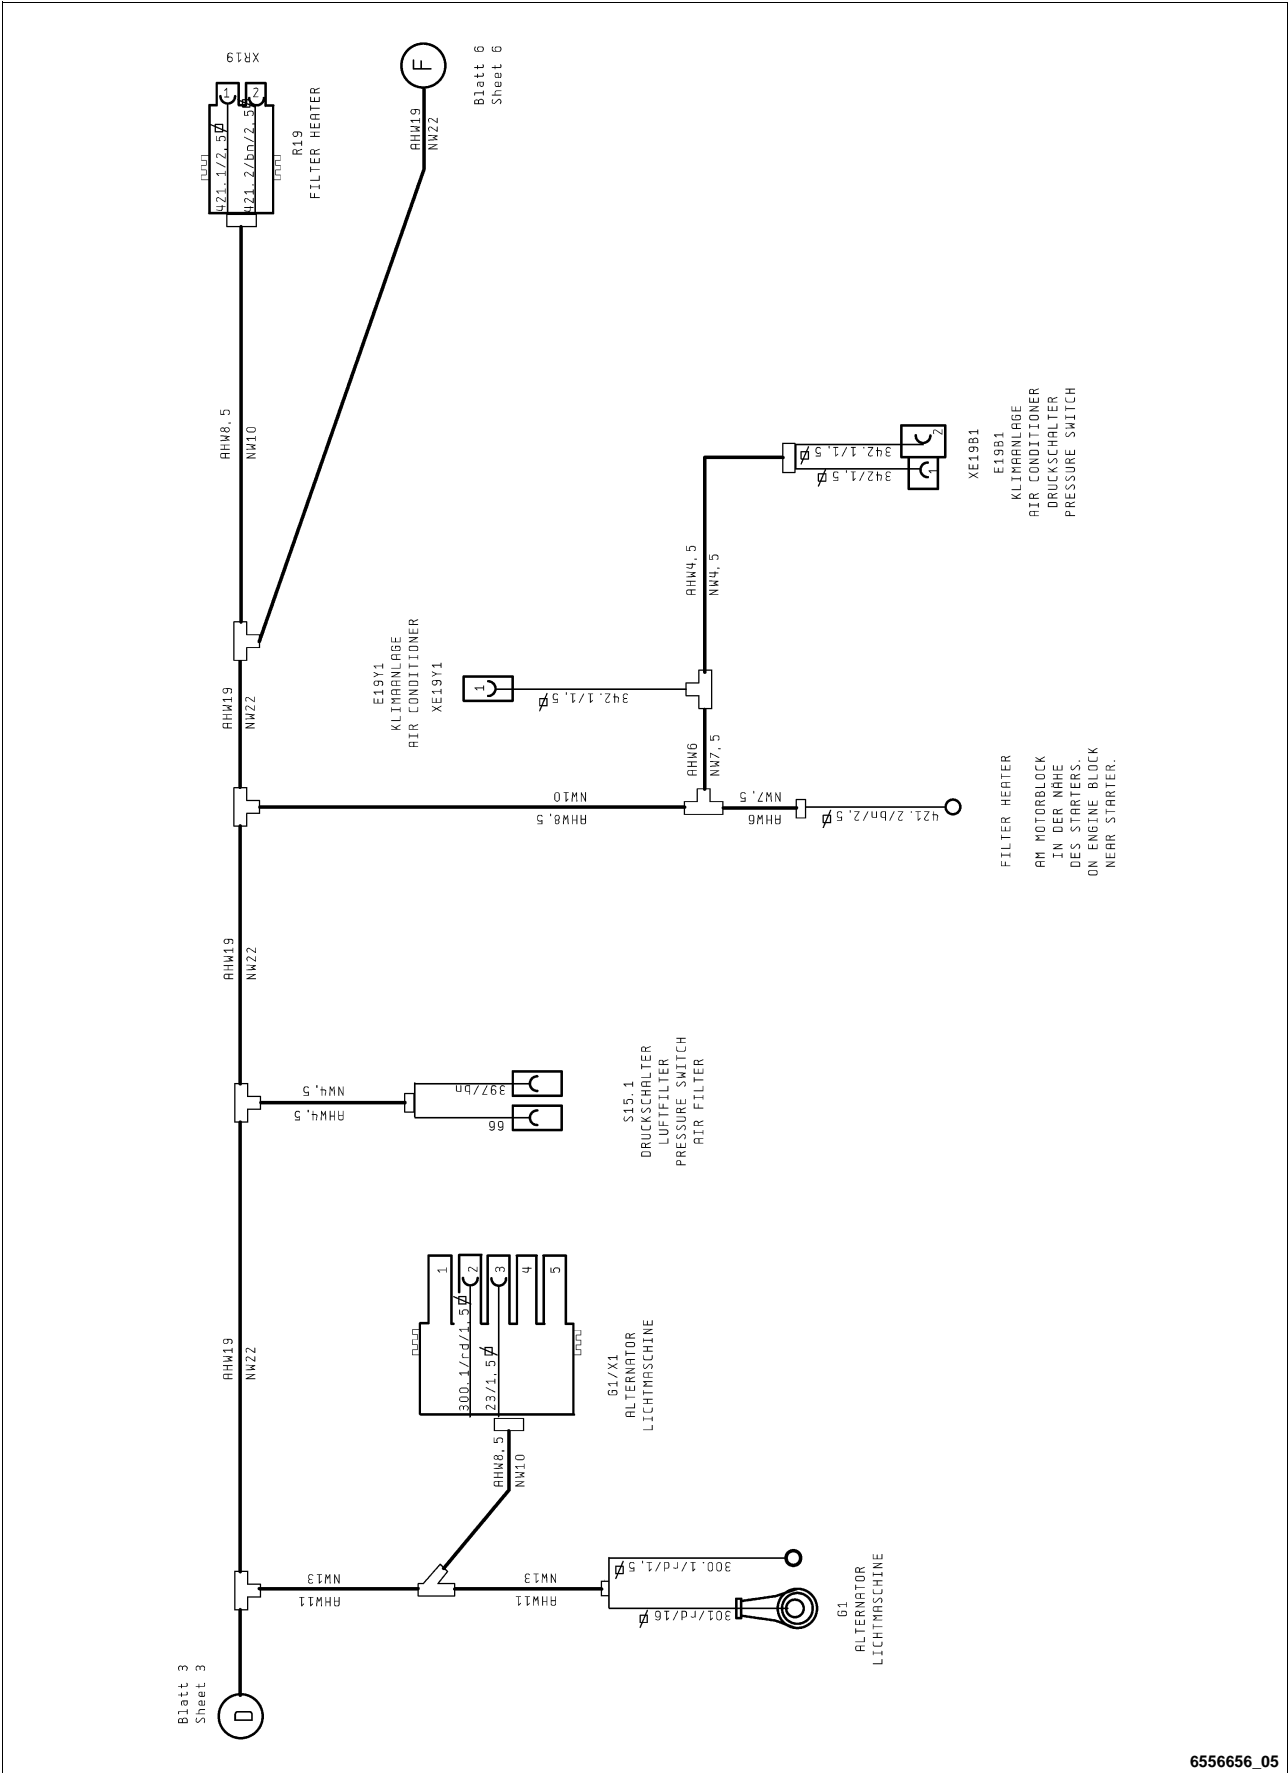 XR19
1
2
421.1/2,5
421.2/bn/2,5
R19
FILTER HEATER
F
Blatt 6
Sheet 6
AHW19
NW22
AHW8,5
NW10
AHW19
NW22
E19Y1
KLIMAANLAGE
AIR CONDITIONER
XE19Y1
1
342.1/1,5
AHW4,5
NW4,5
342.1/1,5
342/1,5
2
1
XE19B1
E19B1
KLIMAANLAGE
AIR CONDITIONER
DRUCKSCHALTER
PRESSURE SWITCH
AHW6
NW7,5
NW10
AHW8,5
NW7,5
AHW6
421.2/bn/2,5
FILTER HEATER
AM MOTORBLOCK
IN DER NÄHE
DES STARTERS.
ON ENGINE BLOCK
NEAR STARTER.
AHW19
NW22
NW4,5
AHW4,5
397/bn
66
S15.1
DRUCKSCHALTER
LUFTFILTER
PRESSURE SWITCH
AIR FILTER
AHW19
NW22
1
2
3
4
5
300.1/rd/1,5
23/1,5
G1/X1
ALTERNATOR
LICHTMASCHINE
AHW8,5
NW10
NW13
AHW11
NW13
AHW11
300.1/rd/1,5
301/rd/16
G1
ALTERNATOR
LICHTMASCHINE
Blatt 3
Sheet 3
D
6556656_05